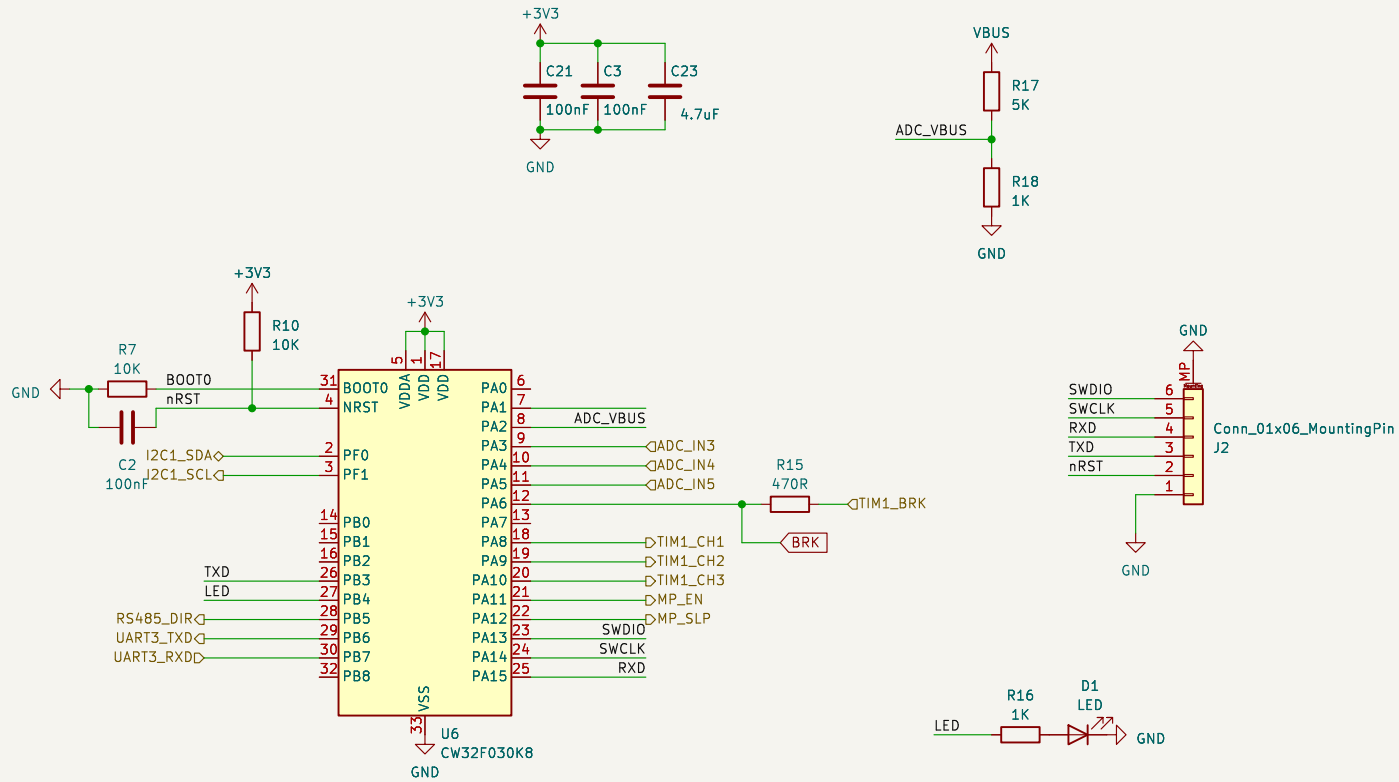 +3V3
C21
C3
C23
100nF
100nF
4.7uF
GND
VBUS
R17
5K
ADC_VBUS
R18
1K
GND
+3V3
R10
10K
R7
10K
GND
BOOT0
nRST
C2
100nF
I2C1_SDA
I2C1_SCL
TXD
LED
RS485_DIR
UART3_TXD
UART3_RXD
+3V3
5
1
17
VDDA
VDD
VDD
31 BOOT0
4 NRST
2 PF0
3 PF1
14 PB0
15 PB1
16 PB2
26 PB3
27 PB4
28 PB5
29 PB6
30 PB7
32 PB8
PA0 6
PA1 7
PA2 8
PA3 9
PA4 10
PA5 11
PA6 12
PA7 13
PA8 18
PA9 19
PA10 20
PA11 21
PA12 22
PA13 23
PA14 24
PA15 25
VSS
33
U6
CW32F030K8
GND
ADC_VBUS
ADC_IN3
ADC_IN4
ADC_IN5
R15
470R
TIM1_BRK
BRK
TIM1_CH1
TIM1_CH2
TIM1_CH3
MP_EN
MP_SLP
SWDIO
SWCLK
RXD
GND
MP
SWDIO 6
SWCLK 5
RXD 4
TXD 3
nRST 2
1
Conn_01x06_MountingPin
J2
GND
LED
R16
1K
D1
LED
GND